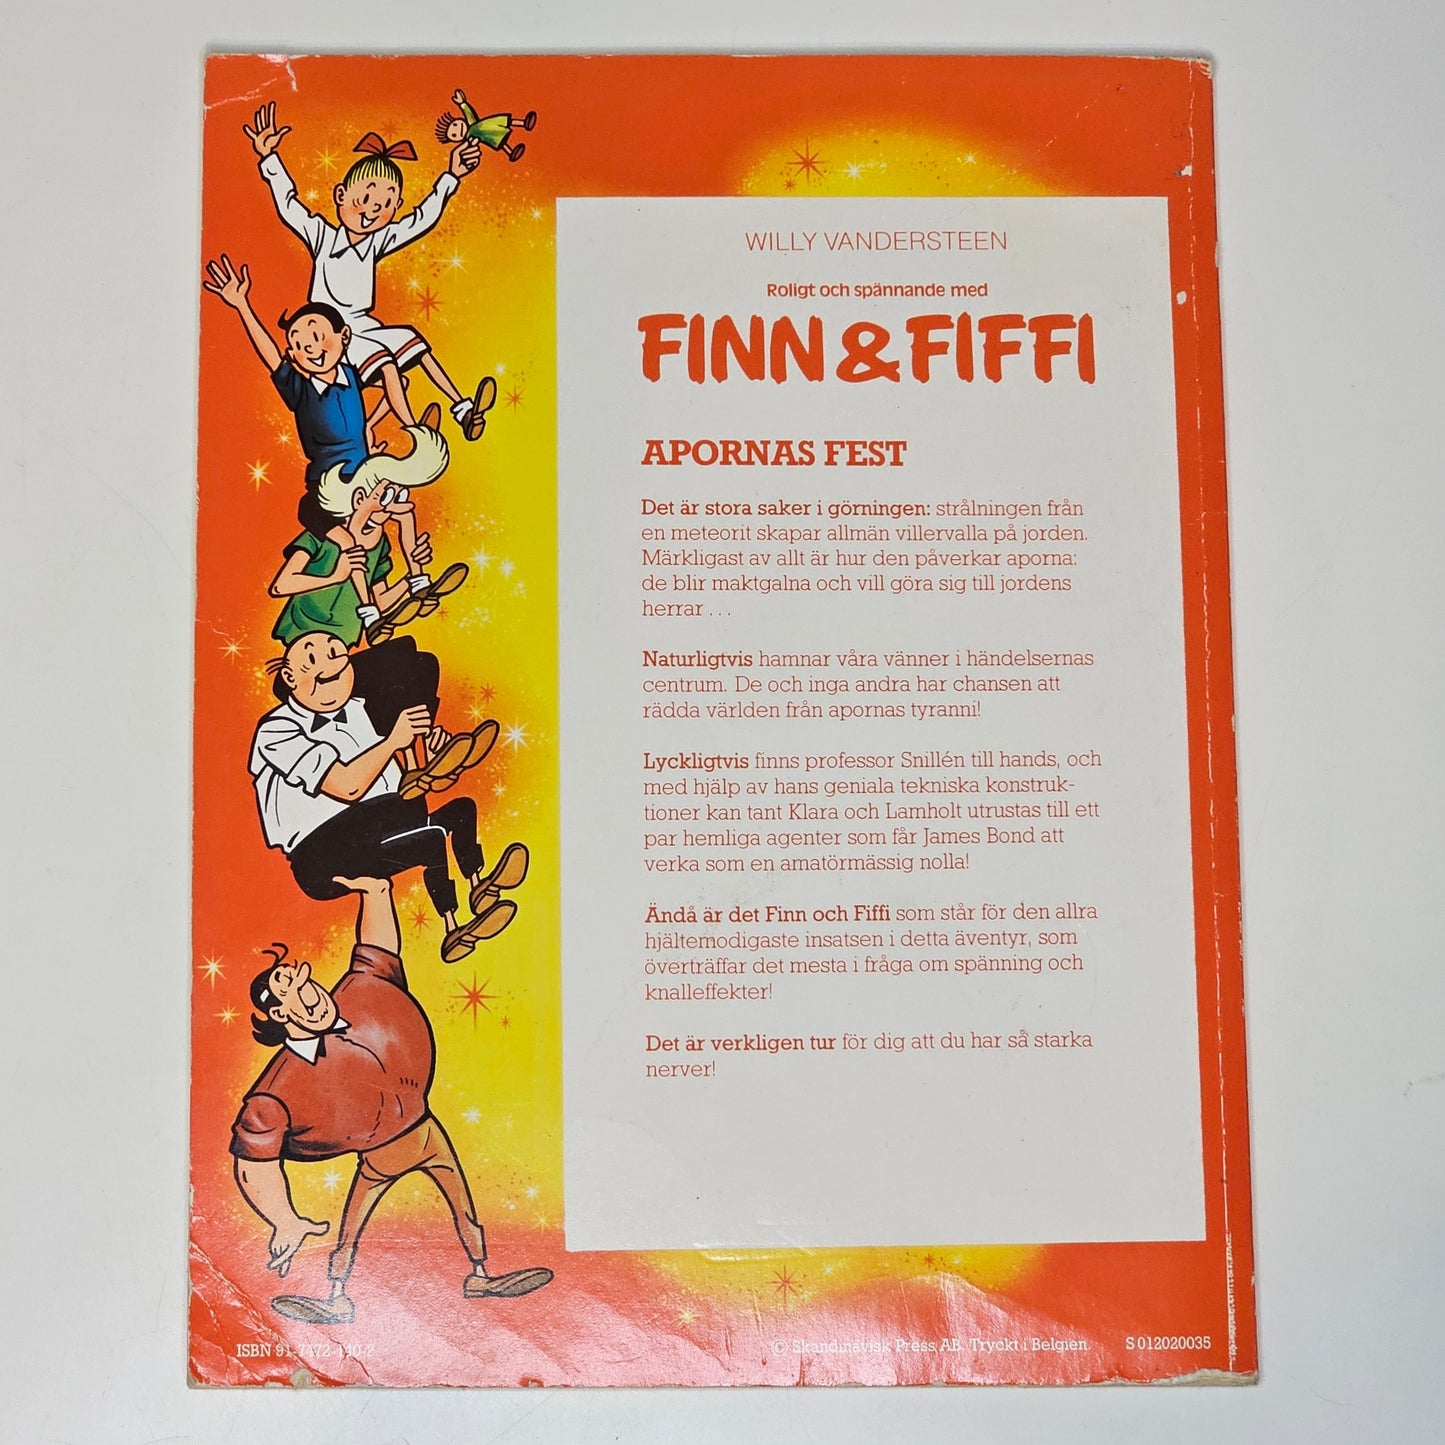 WILLY VANDERSTEEN
Roligt och spännande med
FINN & FIFFI
APORNAS FEST
Det är stora saker i görningen: strålningen från
en meteorit skapar allmän villervalla på jorden.
Märkligast av allt är hur den påverkar aporna:
de blir maktgalna och vill göra sig till jordens
herrar . . .
Naturligtvis hamnar våra vänner i händelsernas
centrum. De och inga andra har chansen att
rädda världen från apornas tyranni!
Lyckligtvis finns professor Snillén till hands, och
med hjälp av hans geniala tekniska konstruk-
tioner kan tant Klara och Lamholt utrustas till ett
par hemliga agenter som får James Bond att
verka som en amatörmässig nolla!
Ändå är det Finn och Fiffi som står för den allra
hjältemodigaste insatsen i detta äventyr, som
överträffar det mesta i fråga om spänning och
knalleffekter!
Det är verkligen tur för dig att du har så starka
nerver!
ISBN 91-7472-140-2
© Skandinavisk Press AB. Tryckt i Belgien.
S 012020035